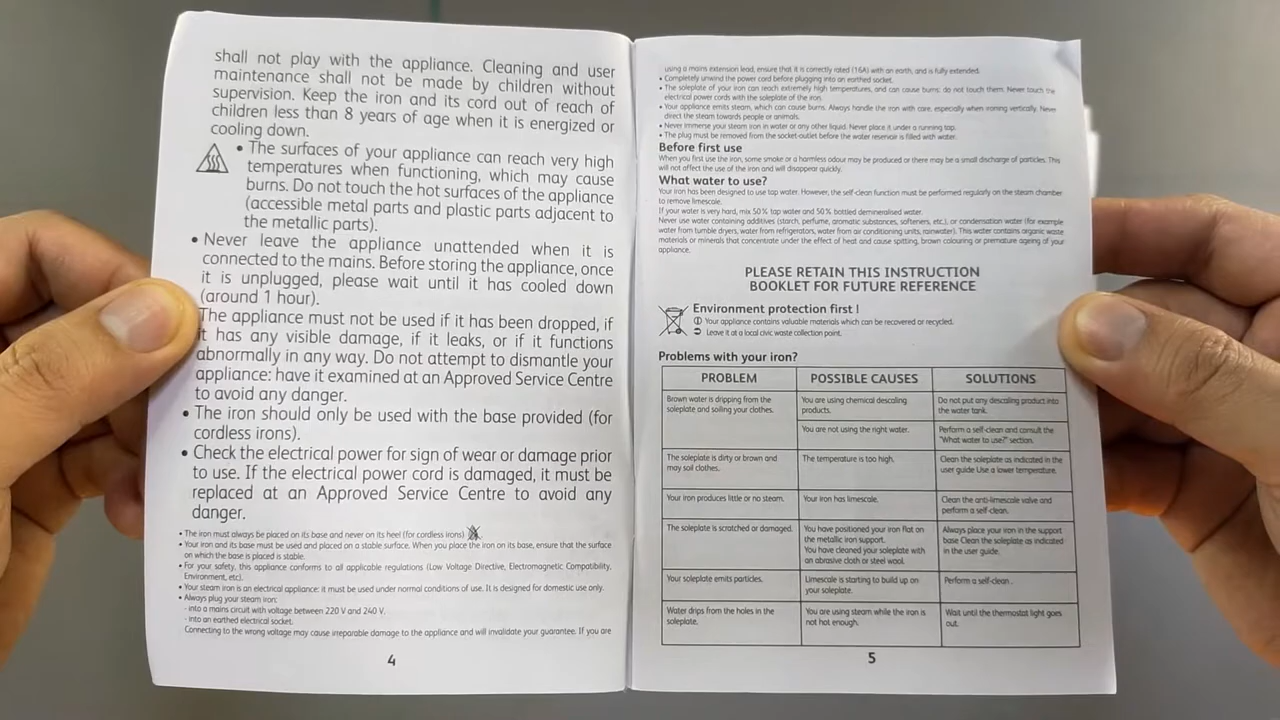 shall not play with the appliance. Cleaning and user
maintenance shall not be made by children without
supervision. Keep the iron and its cord out of reach of
children less than 8 years of age when it is energized or
cooling down.
• The surfaces of your appliance can reach very high
temperatures when functioning, which may cause
burns. Do not touch the hot surfaces of the appliance
(accessible metal parts and plastic parts adjacent to
the metallic parts).
• Never leave the appliance unattended when it is
connected to the mains. Before storing the appliance, once
it is unplugged, please wait until it has cooled down
(around 1 hour).
The appliance must not be used if it has been dropped, if
it has any visible damage, if it leaks, or if it functions
abnormally in any way. Do not attempt to dismantle your
appliance: have it examined at an Approved Service Centre
to avoid any danger.
• The iron should only be used with the base provided (for
cordless irons).
• Check the electrical power for sign of wear or damage prior
to use. If the electrical power cord is damaged, it must be
replaced at an Approved Service Centre to avoid any
danger.
• The iron must always be placed on its base and never on its heel (for cordless irons)
• Your iron and its base must be used and placed on a stable surface. When you place the iron on its base, ensure that the surface
on which the base is placed is stable.
• For your safety, this appliance conforms to all applicable regulations (Low Voltage Directive, Electromagnetic Compatibility,
Environment, etc).
• Your steam iron is an electrical appliance: it must be used under normal conditions of use. It is designed for domestic use only.
• Always plug your steam iron:
- into a mains circuit with voltage between 220 V and 240 V.
- into an earthed electrical socket.
Connecting to the wrong voltage may cause irreparable damage to the appliance and will invalidate your guarantee. If you are
4
using a mains extension lead, ensure that it is correctly rated (16A) with an earth, and is fully extended.
• Completely unwind the power cord before plugging into an earthed socket.
• The soleplate of your iron can reach extremely high temperatures, and can cause burns: do not touch them. Never touch the
electrical power cords with the soleplate of the iron.
• Your appliance emits steam, which can cause burns. Always handle the iron with care, especially when ironing vertically. Never
direct the steam towards people or animals.
• Never immerse your steam iron in water or any other liquid. Never place it under a running tap.
• The plug must be removed from the socket-outlet before the water reservoir is filled with water.
Before first use
When you first use the iron, some smoke or a harmless odour may be produced or there may be a small discharge of particles. This
will not affect the use of the iron and will disappear quickly.
What water to use?
Your iron has been designed to use tap water. However, the self-clean function must be performed regularly on the steam chamber
to remove limescale.
If your water is very hard, mix 50% tap water and 50% bottled demineralised water.
Never use water containing additives (starch, perfume, aromatic substances, softeners, etc.), or condensation water (for example
water from tumble dryers, water from refrigerators, water from air conditioning units, rainwater). This water contains organic waste
materials or minerals that concentrate under the effect of heat and cause spitting, brown colouring or premature ageing of your
appliance.
PLEASE RETAIN THIS INSTRUCTION
BOOKLET FOR FUTURE REFERENCE
Environment protection first !
Your appliance contains valuable materials which can be recovered or recycled.
Leave it at a local civic waste collection point.
Problems with your iron?
PROBLEM POSSIBLE CAUSES SOLUTIONS
Brown water is dripping from the
soleplate and soiling your clothes.
You are using chemical descaling
products.
Do not put any descaling product into
the water tank.
You are not using the right water.
Perform a self-clean and consult the
"What water to use?" section.
The soleplate is dirty or brown and
may soil clothes.
The temperature is too high.
Clean the soleplate as indicated in the
user guide Use a lower temperature.
Your iron produces little or no steam.
Your iron has limescale.
Clean the anti-limescale valve and
perform a self-clean.
The soleplate is scratched or damaged.
You have positioned your iron flat on
the metallic iron support.
You have cleaned your soleplate with
an abrasive cloth or steel wool.
Always place your iron in the support
base Clean the soleplate as indicated
in the user guide.
Your soleplate emits particles.
Limescale is starting to build up on
your soleplate.
Perform a self-clean.
Water drips from the holes in the
soleplate.
You are using steam while the iron is
not hot enough.
Wait until the thermostat light goes
out.
5